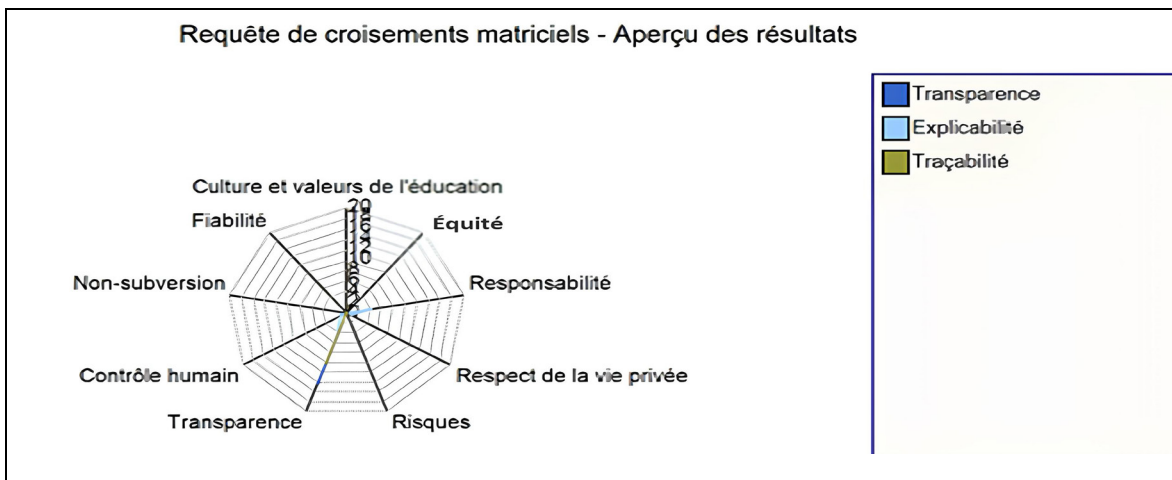 Requête de croisements matriciels - Aperçu des résultats
Transparence
Explicabilité
Traçabilité
Culture et valeurs de l'éducation
Fiabilité
Équité
Non-subversion
Responsabilité
Contrôle humain
Respect de la vie privée
Transparence
Risques
20
10